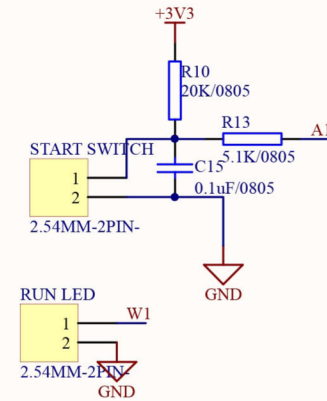 +3V3
R10
20K/0805
R13
A1
5.1K/0805
START SWITCH
C15
0.1uF/0805
1
2
2.54MM-2PIN-
GND
RUN LED
W1
1
2
2.54MM-2PIN-
GND